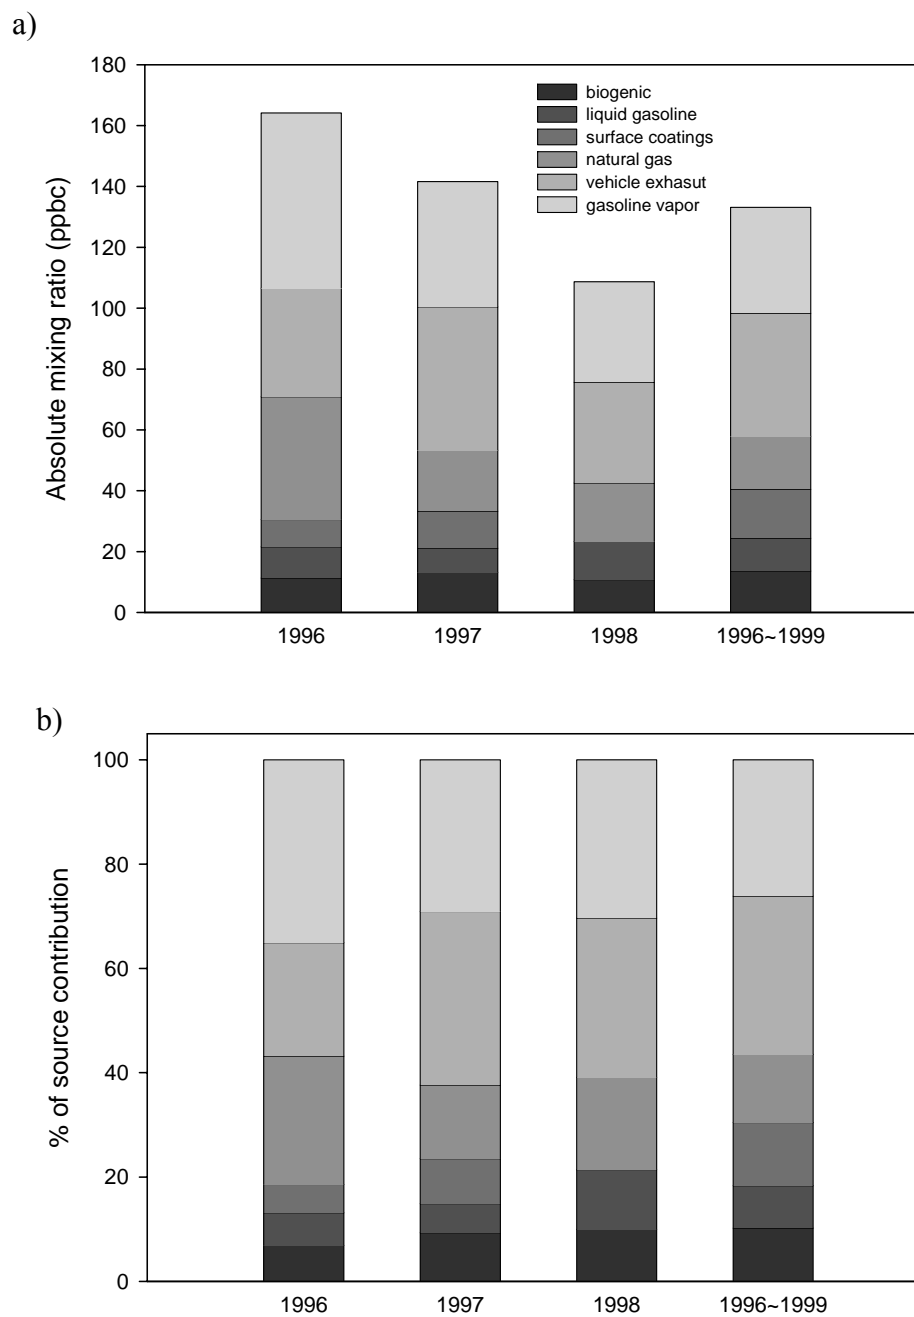 a)
180
160
140
120
100
80
60
40
20
0
Absolute mixing ratio (ppbc)
biogenic
liquid gasoline
surface coatings
natural gas
vehicle exhasut
gasoline vapor
1996 1997 1998 1996~1999
b)
100
80
60
40
20
0
% of source contribution
1996 1997 1998 1996~1999